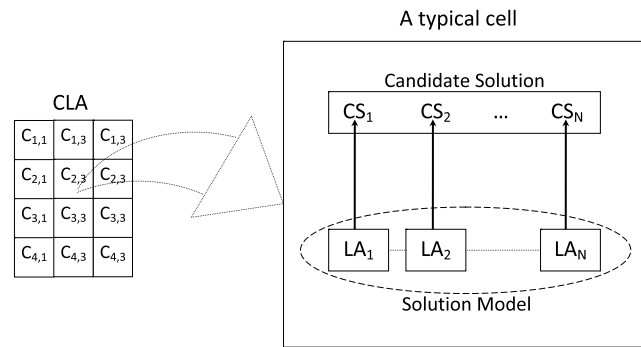 A typical cell
CLA
C1,1 C1,3 C1,3
C2,1 C2,3 C2,3
C3,1 C3,3 C3,3
C4,1 C4,3 C4,3
Candidate Solution
CS1 CS2 ... CSN
LA1 LA2 LAN
Solution Model